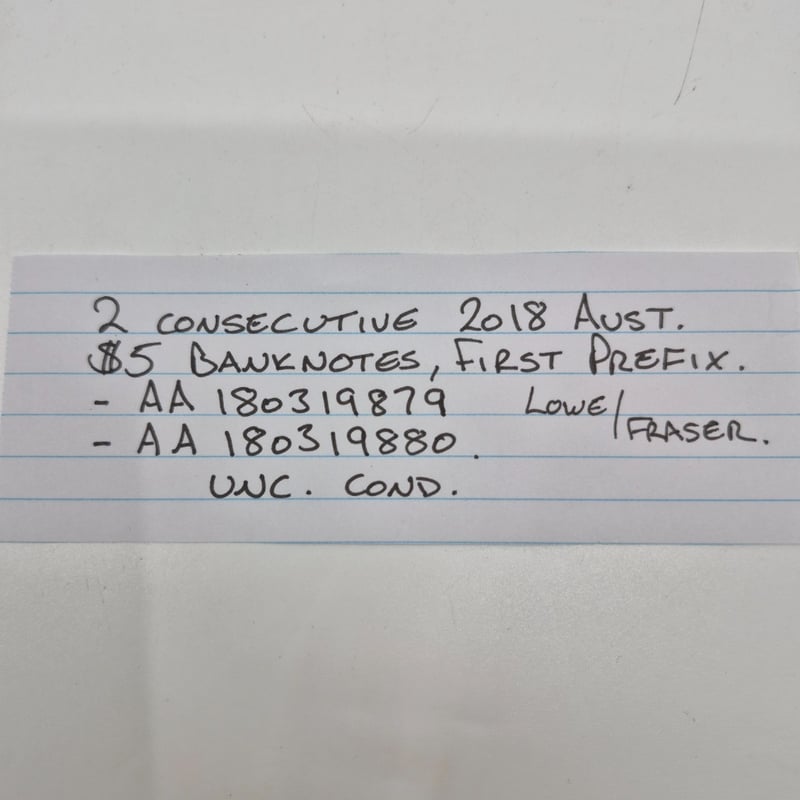 2 CONSECUTIVE 2018 AUST.
$5 BANKNOTES, FIRST PREFIX.
- AA 180319879 LOWE/FRASER.
- AA 180319880.
UNC. COND.